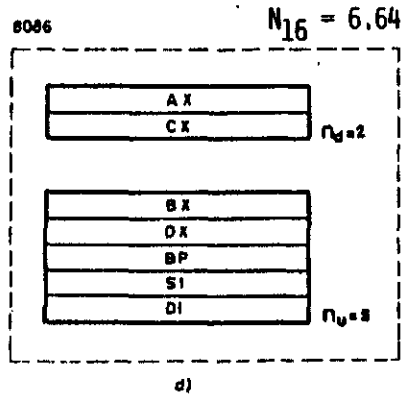 8086
N16 = 6.64
AX
CX
nd=2
BX
DX
BP
SI
DI
nu=5
d)